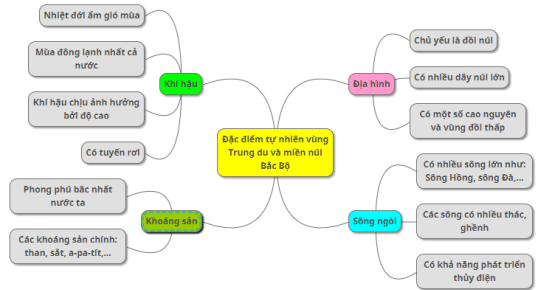 Đặc điểm tự nhiên vùng
Trung du và miền núi
Bắc Bộ
Khí hậu
Nhiệt đới ẩm gió mùa
Mùa đông lạnh nhất cả
nước
Khí hậu chịu ảnh hưởng
bởi độ cao
Có tuyết rơi
Khoáng sản
Phong phú bâc nhất
nước ta
Các khoáng sản chính:
than, sắt, a-pa-tít,...
Địa hình
Chủ yếu là đồi núi
Có nhiều dãy núi lớn
Có một số cao nguyên
và vùng đồi thấp
Sông ngòi
Có nhiều sông lớn như:
Sông Hồng, sông Đà,...
Các sông có nhiều thác,
ghềnh
Có khả năng phát triển
thủy điện